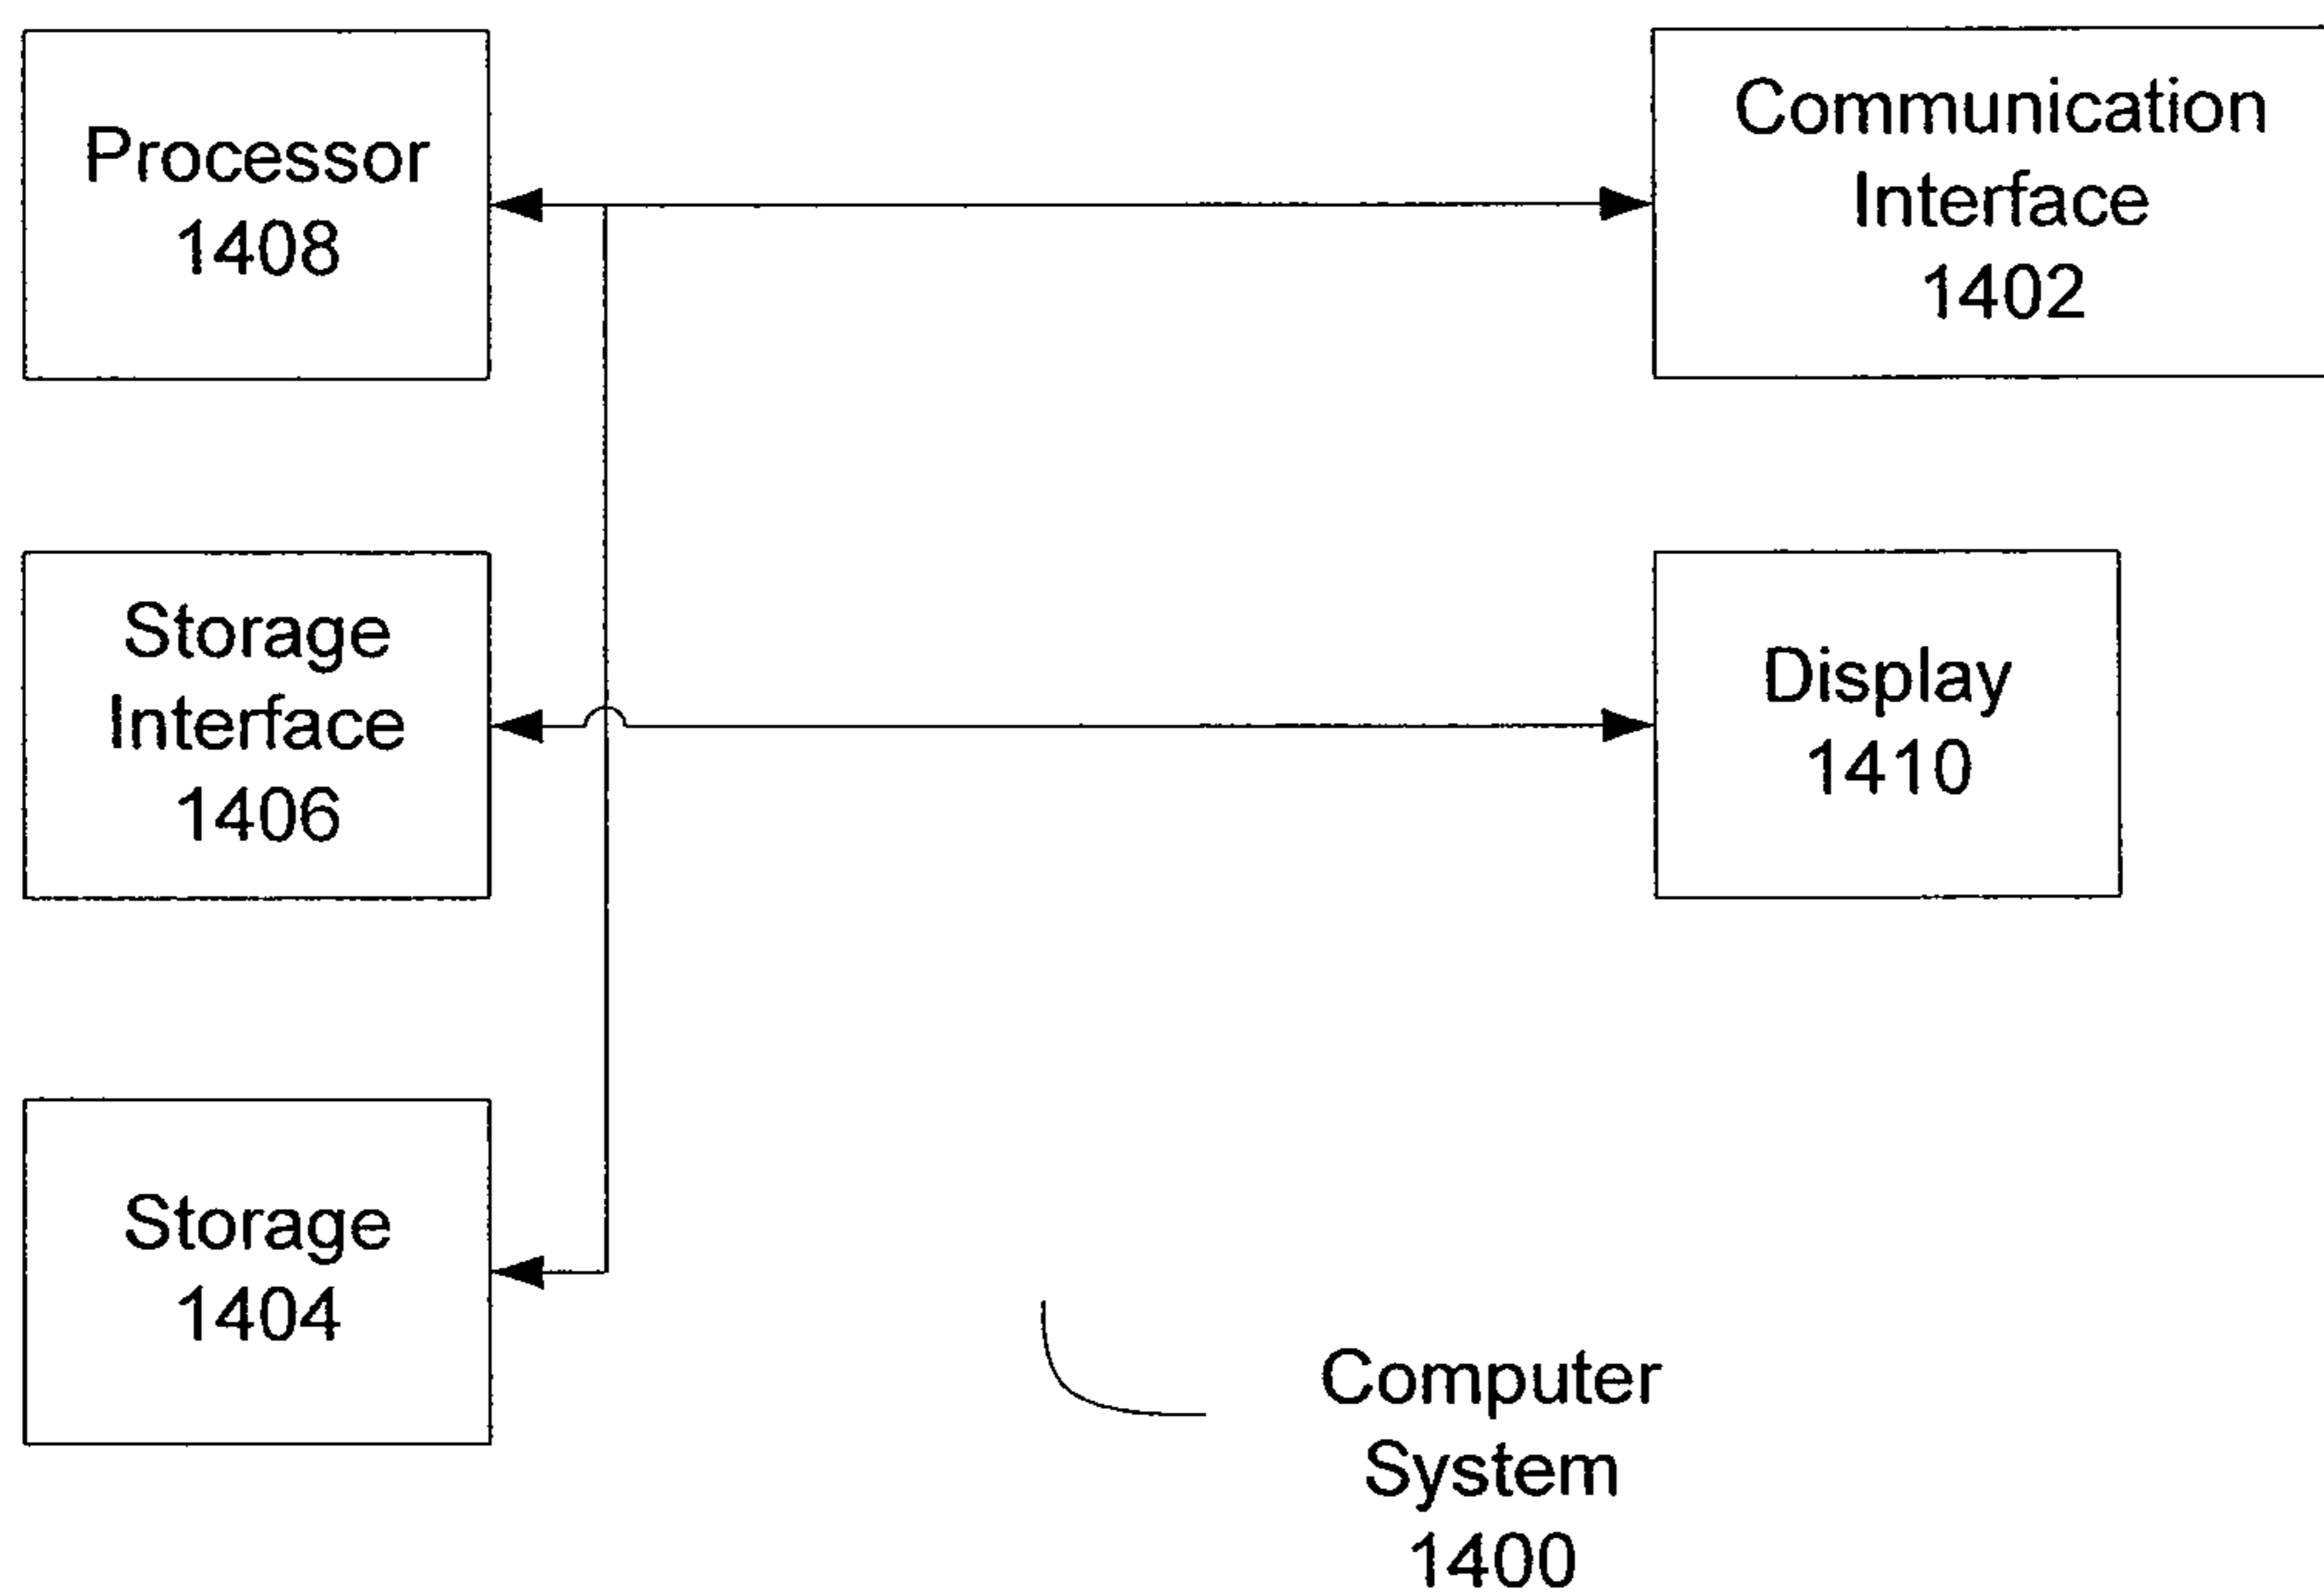 Processor
1408
Communication
Interface
1402
Storage
Interface
1406
Display
1410
Storage
1404
Computer
System
1400